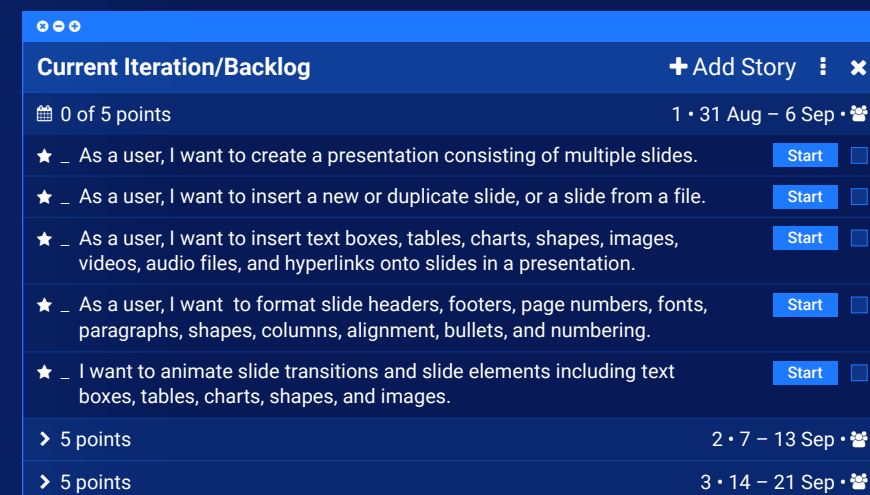 Current Iteration/Backlog
Add Story
0 of 5 points
1 • 31 Aug – 6 Sep •
_ As a user, I want to create a presentation consisting of multiple slides.
Start
_ As a user, I want to insert a new or duplicate slide, or a slide from a file.
Start
_ As a user, I want to insert text boxes, tables, charts, shapes, images,
videos, audio files, and hyperlinks onto slides in a presentation.
Start
_ As a user, I want  to format slide headers, footers, page numbers, fonts,
paragraphs, shapes, columns, alignment, bullets, and numbering.
Start
_ I want to animate slide transitions and slide elements including text
boxes, tables, charts, shapes, and images.
Start
5 points
2 • 7 – 13 Sep •
5 points
3 • 14 – 21 Sep •